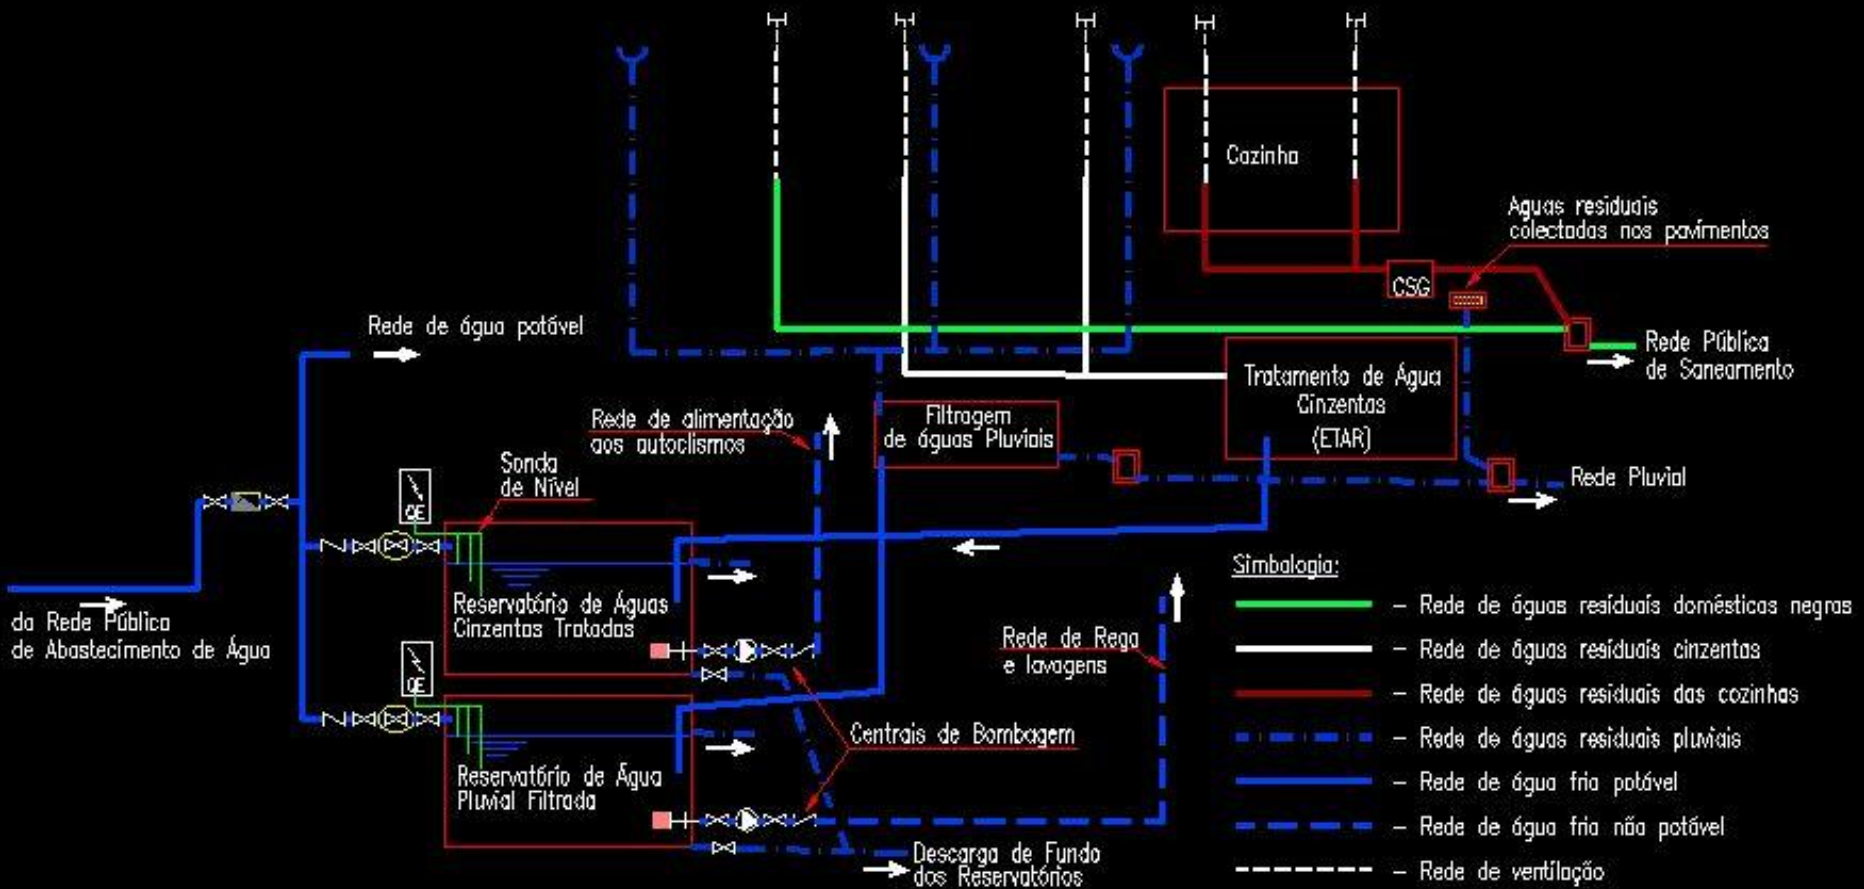 Cozinha
Aguas residuais
colectadas nos pavimentos
CSG
Rede de água potável
Rede Pública
de Saneamento
Tratamento de Água
Cinzentas
(ETAR)
Rede de alimentação
aos autoclismos
Filtragem
de águas Pluviais
Sonda
de Nível
Rede Pluvial
QE
Simbologia:
Reservatório de Águas
Cinzentas Tratadas
da Rede Pública
de Abastecimento de Água
Rede de Rega
e lavagens
QE
Centrais de Bombagem
Reservatório de Água
Pluvial Filtrada
Descarga de Fundo
dos Reservatórios
- Rede de águas residuais domésticas negras
- Rede de águas residuais cinzentas
- Rede de águas residuais das cozinhas
- Rede de águas residuais pluviais
- Rede de água fria potável
- Rede de água fria não potável
- Rede de ventilação